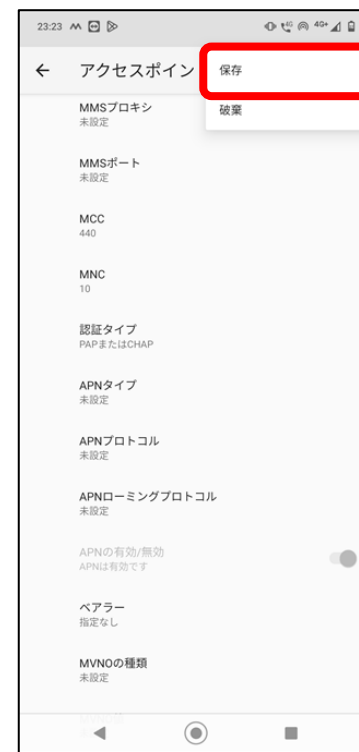 23:23
4G 4G+
アクセスポイン
保存
破棄
MMSプロキシ
未設定
MMSポート
未設定
MCC
440
MNC
10
認証タイプ
PAPまたはCHAP
APNタイプ
未設定
APNプロトコル
未設定
APNローミングプロトコル
未設定
APNの有効/無効
APNは有効です
ベアラー
指定なし
MVNOの種類
未設定